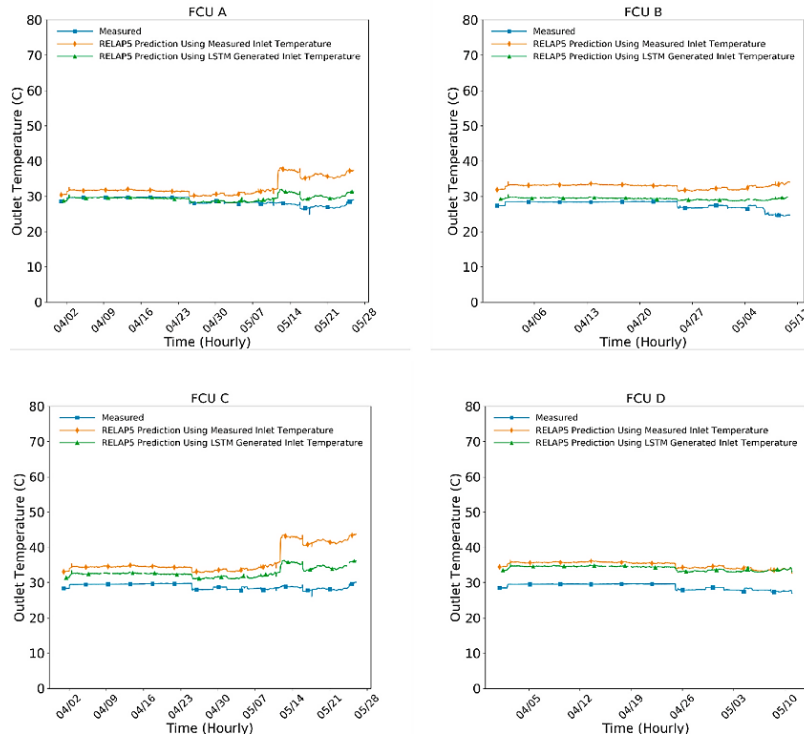 FCU A
Measured
RELAP5 Prediction Using Measured Inlet Temperature
RELAP5 Prediction Using LSTM Generated Inlet Temperature
Outlet Temperature (C)
80
70
60
50
40
30
20
10
0
04/02 04/09 04/16 04/23 04/30 05/07 05/14 05/21 05/28
Time (Hourly)
FCU B
Measured
RELAP5 Prediction Using Measured Inlet Temperature
RELAP5 Prediction Using LSTM Generated Inlet Temperature
Outlet Temperature (C)
80
70
60
50
40
30
20
10
0
04/06 04/13 04/20 04/27 05/04
Time (Hourly)
FCU C
Measured
RELAP5 Prediction Using Measured Inlet Temperature
RELAP5 Prediction Using LSTM Generated Inlet Temperature
Outlet Temperature (C)
80
70
60
50
40
30
20
10
0
04/02 04/09 04/16 04/23 04/30 05/07 05/14 05/21 05/28
Time (Hourly)
FCU D
Measured
RELAP5 Prediction Using Measured Inlet Temperature
RELAP5 Prediction Using LSTM Generated Inlet Temperature
Outlet Temperature (C)
80
70
60
50
40
30
20
10
0
04/05 04/12 04/19 04/26 05/03 05/10
Time (Hourly)